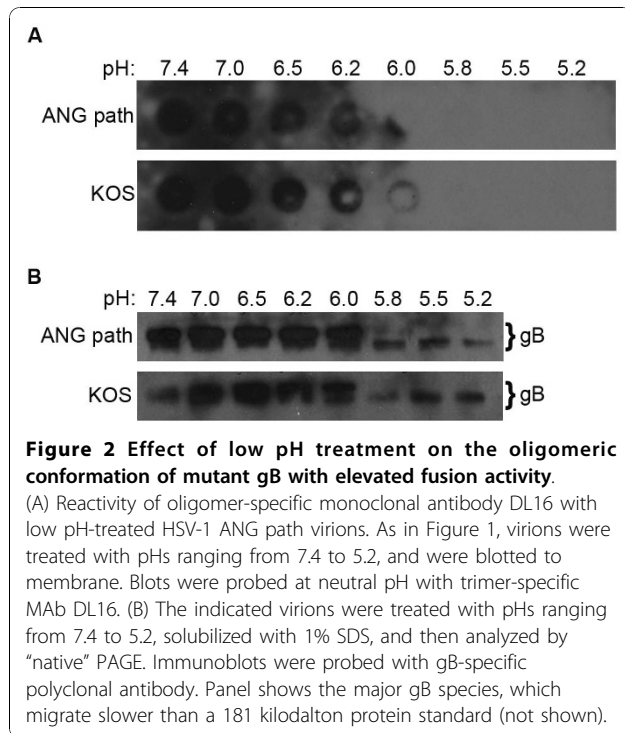 A
pH: 7.4 7.0 6.5 6.2 6.0 5.8 5.5 5.2
ANG path
KOS
B
pH: 7.4 7.0 6.5 6.2 6.0 5.8 5.5 5.2
ANG path } gB
KOS } gB
Figure 2 Effect of low pH treatment on the oligomeric
conformation of mutant gB with elevated fusion activity.
(A) Reactivity of oligomer-specific monoclonal antibody DL16 with
low pH-treated HSV-1 ANG path virions. As in Figure 1, virions were
treated with pHs ranging from 7.4 to 5.2, and were blotted to
membrane. Blots were probed at neutral pH with trimer-specific
MAb DL16. (B) The indicated virions were treated with pHs ranging
from 7.4 to 5.2, solubilized with 1% SDS, and then analyzed by
“native” PAGE. Immunoblots were probed with gB-specific
polyclonal antibody. Panel shows the major gB species, which
migrate slower than a 181 kilodalton protein standard (not shown).